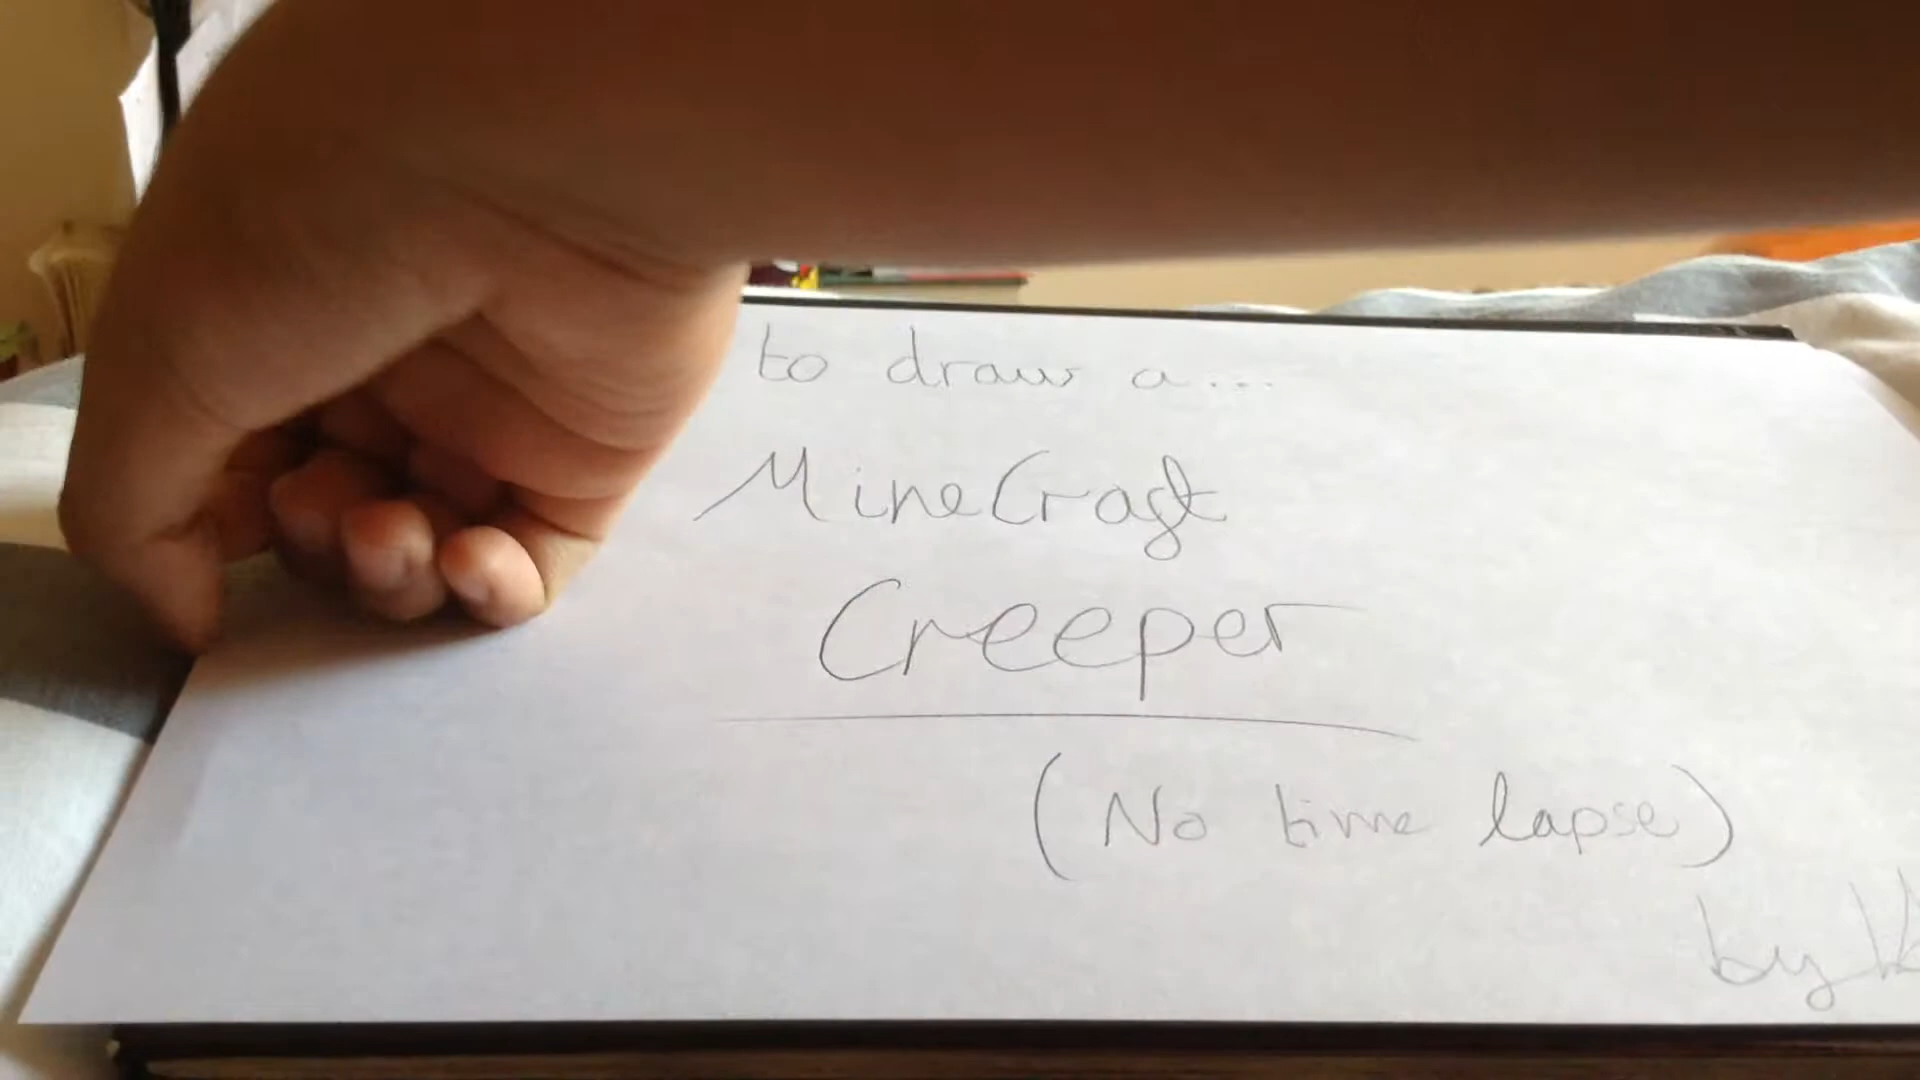 to draw a...
MineCraft
Creeper
(No time lapse)
by